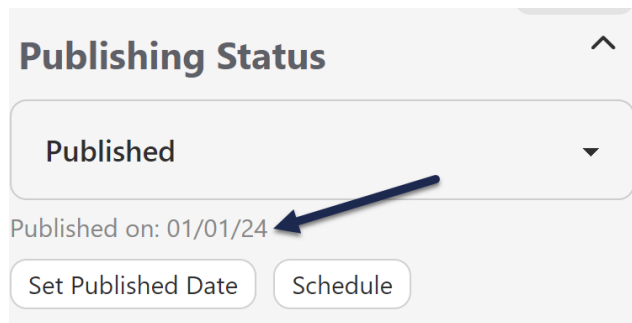 Publishing Status
Published
Published on: 01/01/24
Set Published Date
Schedule